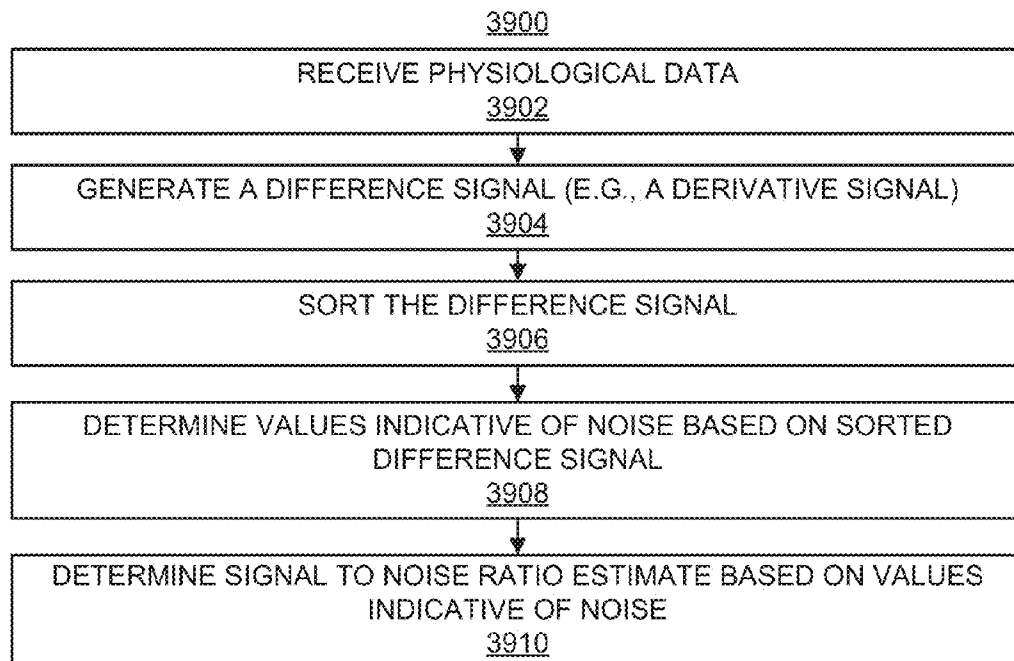 3900
RECEIVE PHYSIOLOGICAL DATA
3902
GENERATE A DIFFERENCE SIGNAL (E.G., A DERIVATIVE SIGNAL)
3904
SORT THE DIFFERENCE SIGNAL
3906
DETERMINE VALUES INDICATIVE OF NOISE BASED ON SORTED
DIFFERENCE SIGNAL
3908
DETERMINE SIGNAL TO NOISE RATIO ESTIMATE BASED ON VALUES
INDICATIVE OF NOISE
3910